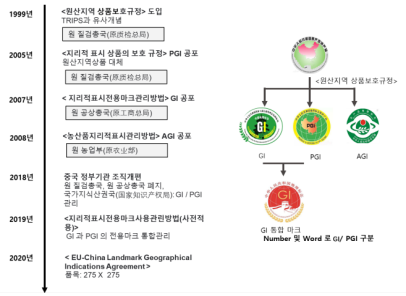 1999년
<원산지역 상품보호규정> 도입
TRIPS과 유사개념
원 질검총국(原质检总局)
2005년
<지리적 표시 상품의 보호 규정> PGI 공포
원산지역상품 대체
원 질검총국(原质检总局)
2007년
< 지리적표시전용마크관리방법> GI 공포
원 공상총국(原工商总局)
2008년
<농산품지리적표시관리방법> AGI 공포
원 농업부(原农业部)
2018년
중국 정부기관 조직개편
원 질검총국, 원 공상총국 폐지,
국가지식산권국(国家知识产权局): GI / PGI
관리
2019년
<지리적표시전용마크사용관리방법(사전적
용)>
GI 과 PGI 의 전용마크 통합관리
2020년
< EU-China Landmark Geographical
Indications Agreement >
품목: 275 X 275
<원산지역 상품보호규정>
GI
PGI
GI
PGI
AGI
GI
GI 통합 마크
Number 및 Word 로 GI/ PGI 구분